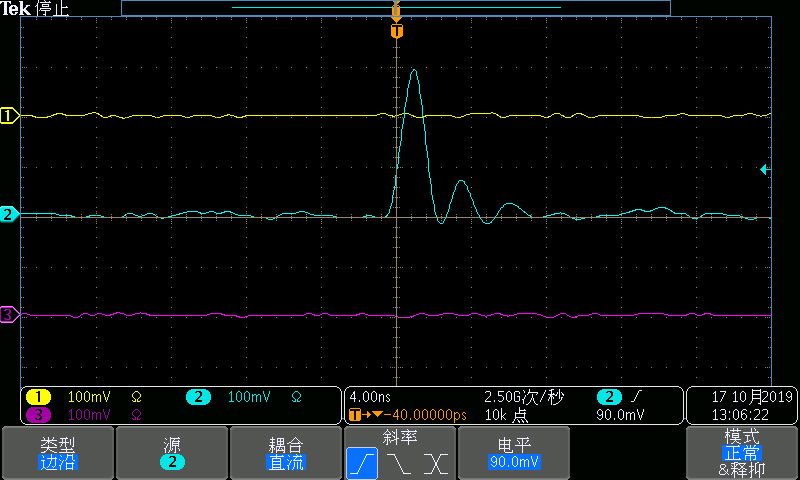 Tek 停止
T
1
2
3
1 100mV Ω 2 100mV Ω
3 100mV Ω
4.00ns 2.50G次/秒 2
T→▼-40.00000ps 10k 点 90.0mV
17 10月2019
13:06:22
类型
边沿
源
2
耦合
直流
斜率
电平
90.0mV
模式
正常
&释抑